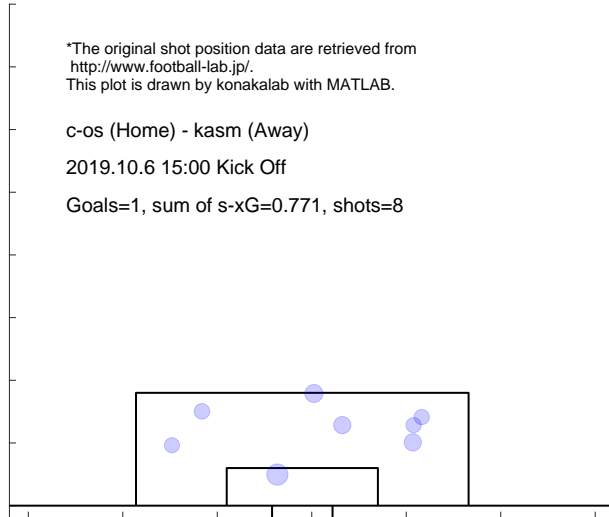 *The original shot position data are retrieved from
http://www.football-lab.jp/.
This plot is drawn by konakalab with MATLAB.
c-os (Home) - kasm (Away)
2019.10.6 15:00 Kick Off
Goals=1, sum of s-xG=0.771, shots=8